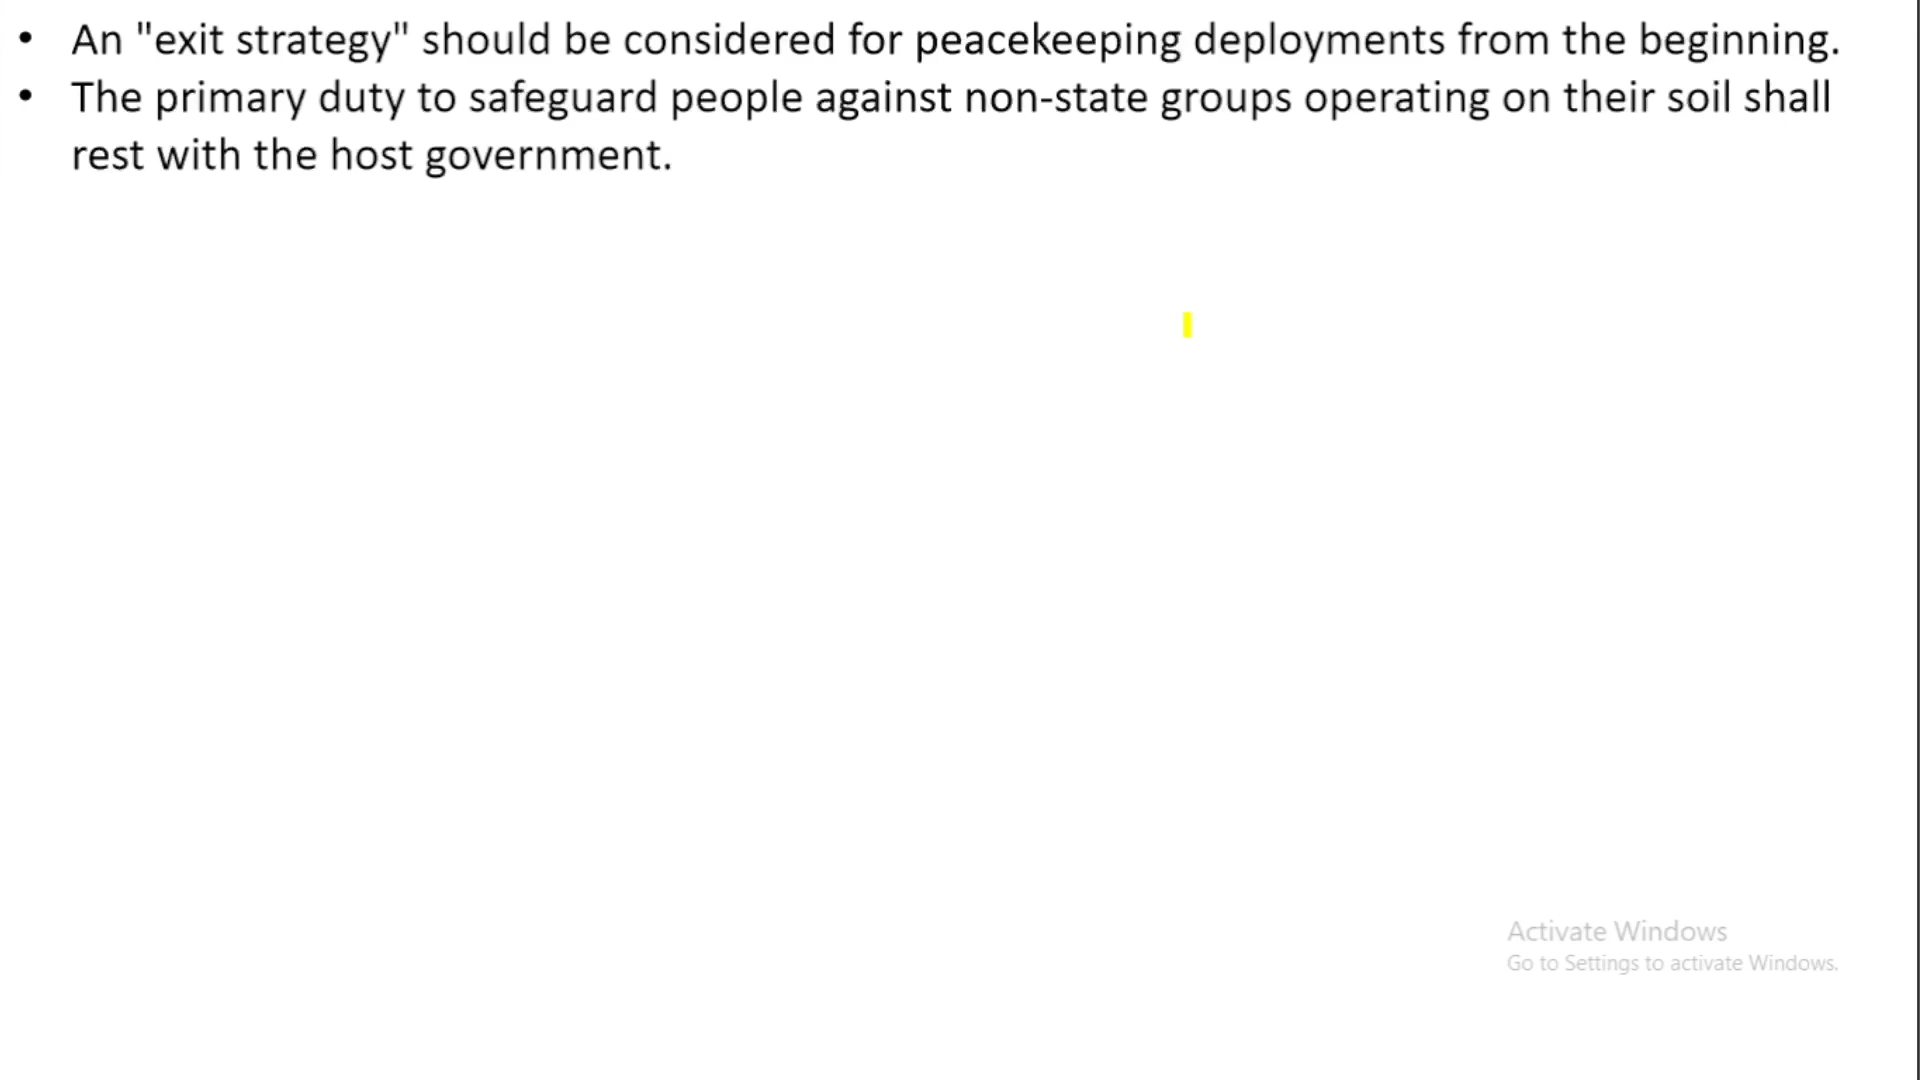 • An "exit strategy" should be considered for peacekeeping deployments from the beginning.
• The primary duty to safeguard people against non-state groups operating on their soil shall
rest with the host government.
Activate Windows
Go to Settings to activate Windows.